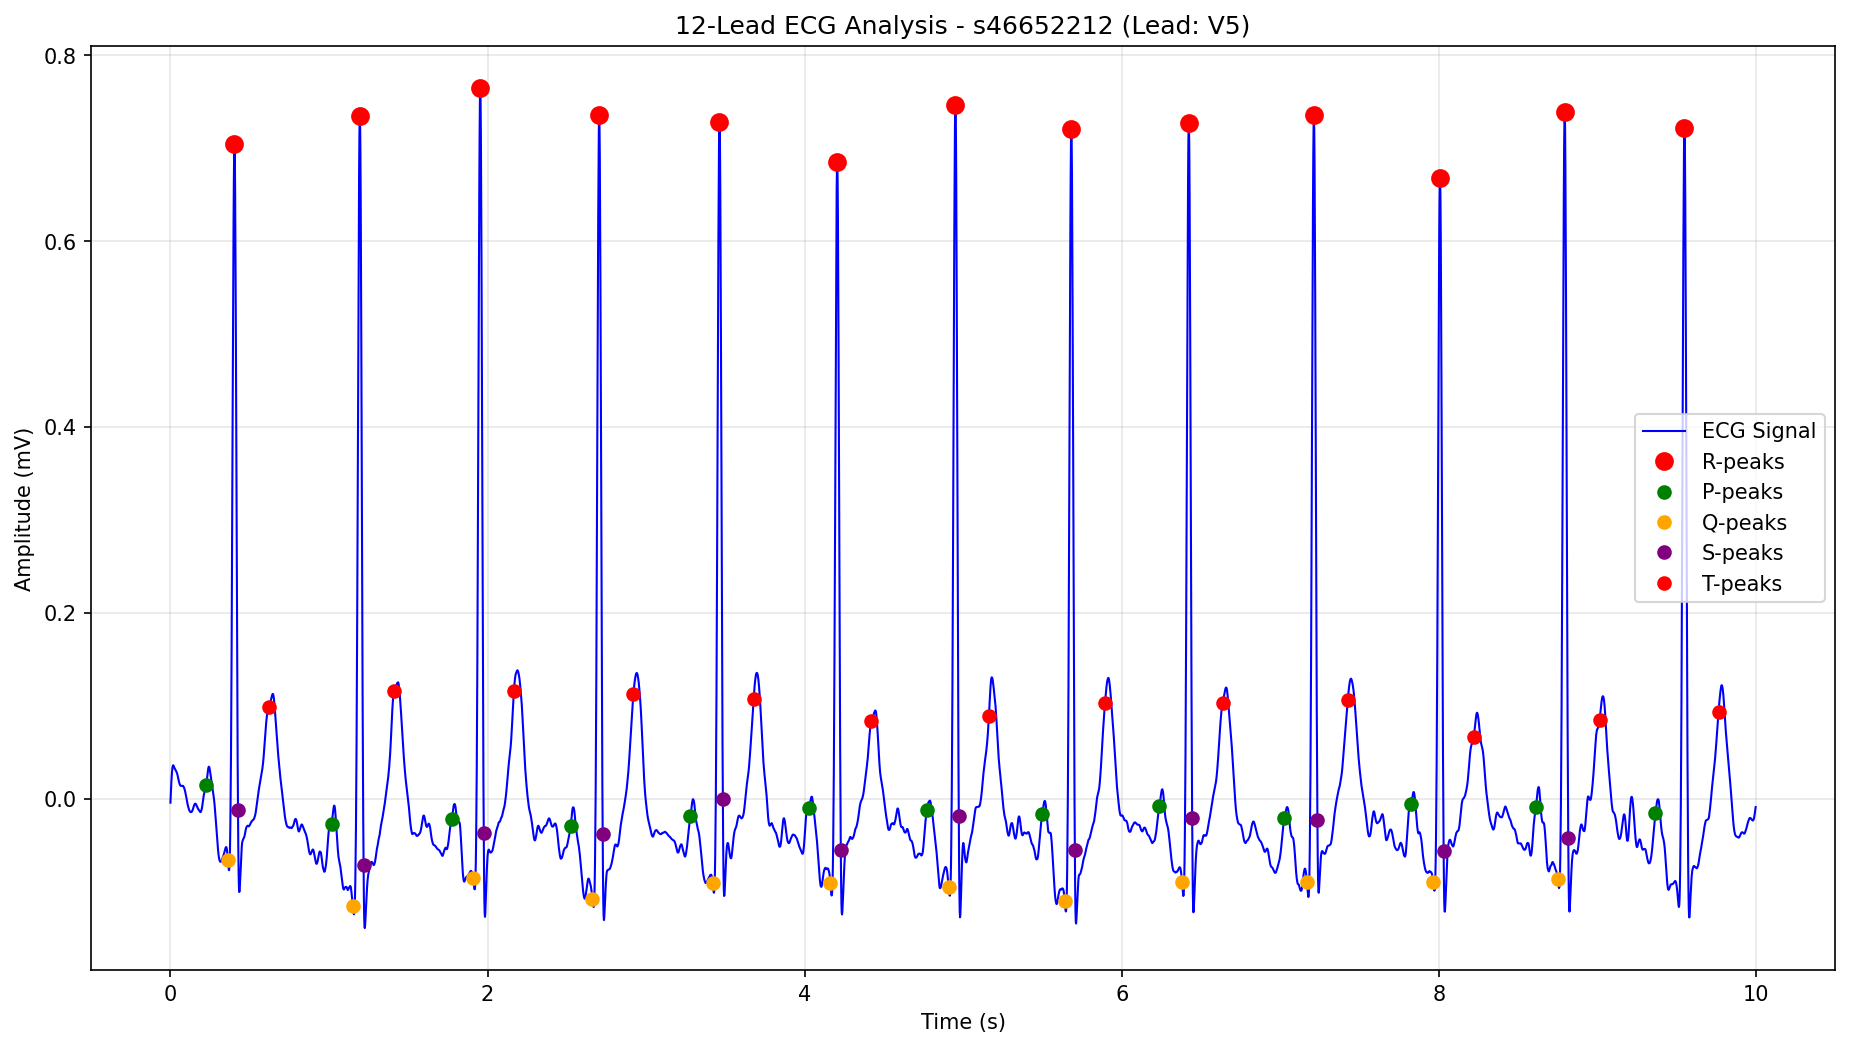 12-Lead ECG Analysis - s46652212 (Lead: V5)
Amplitude (mV)
0.8
0.6
0.4
0.2
0.0
ECG Signal
R-peaks
P-peaks
Q-peaks
S-peaks
T-peaks
0 2 4 6 8 10
Time (s)